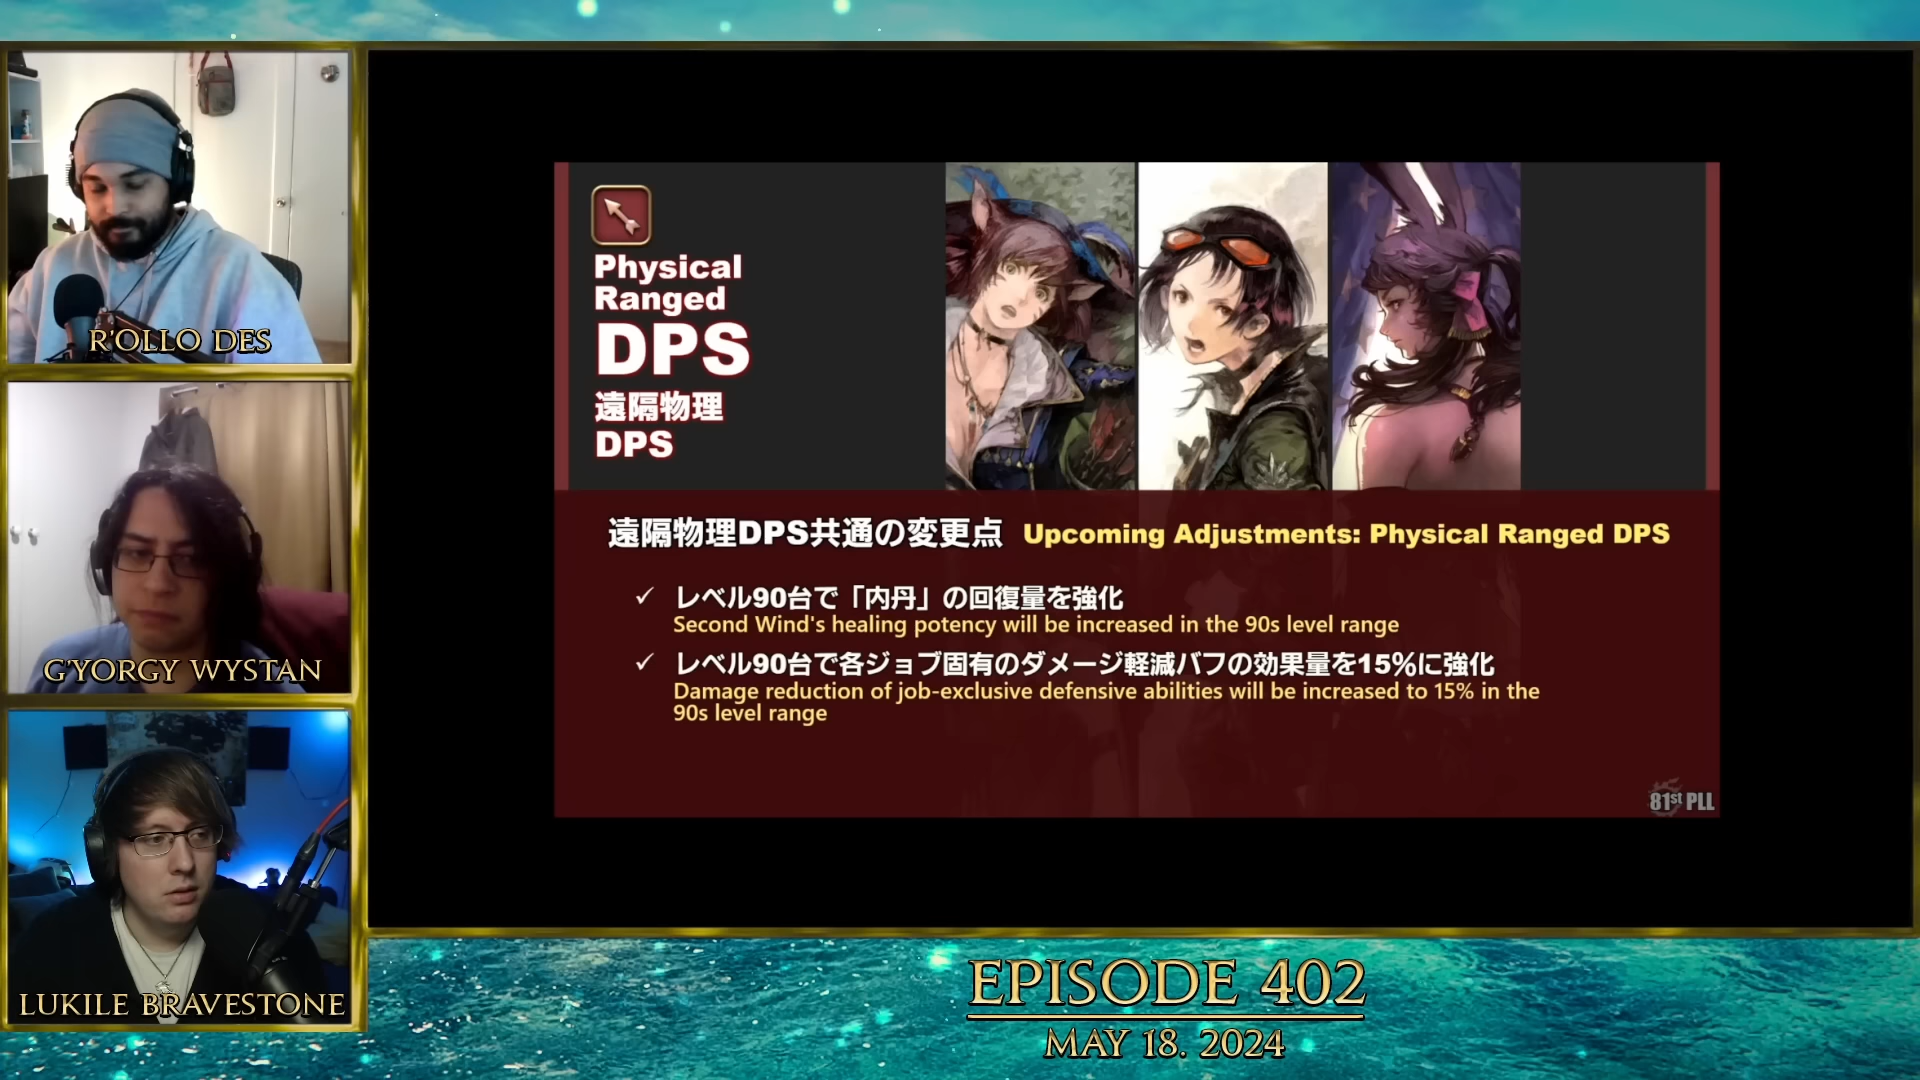 R'OLLO DES
G'YORGY WYSTAN
LUKILE BRAVESTONE
Physical
Ranged
DPS
遠隔物理
DPS
遠隔物理DPS共通の変更点 Upcoming Adjustments: Physical Ranged DPS
✓ レベル90台で「内丹」の回復量を強化
Second Wind's healing potency will be increased in the 90s level range
✓ レベル90台で各ジョブ固有のダメージ軽減バフの効果量を15%に強化
Damage reduction of job-exclusive defensive abilities will be increased to 15% in the
90s level range
81st PLL
EPISODE 402
MAY 18. 2024